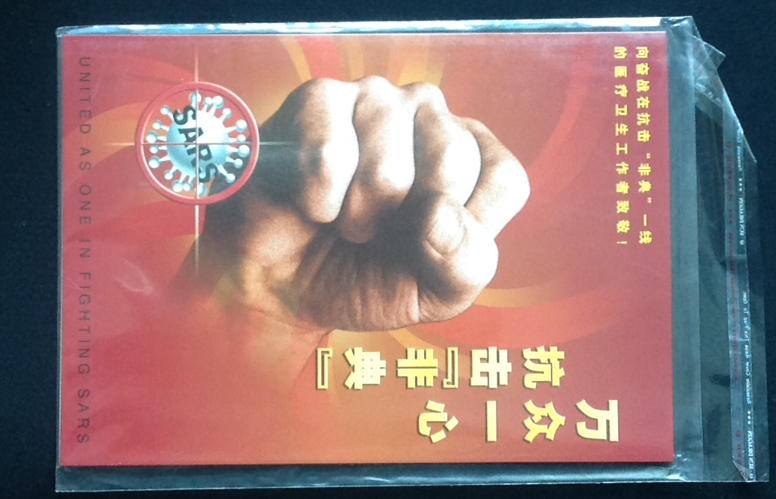 向奋战在抗击“非典”一线
的医疗卫生工作者致敬！
万众一心
抗击『非典』
SARS
UNITED AS ONE IN FIGHTING SARS